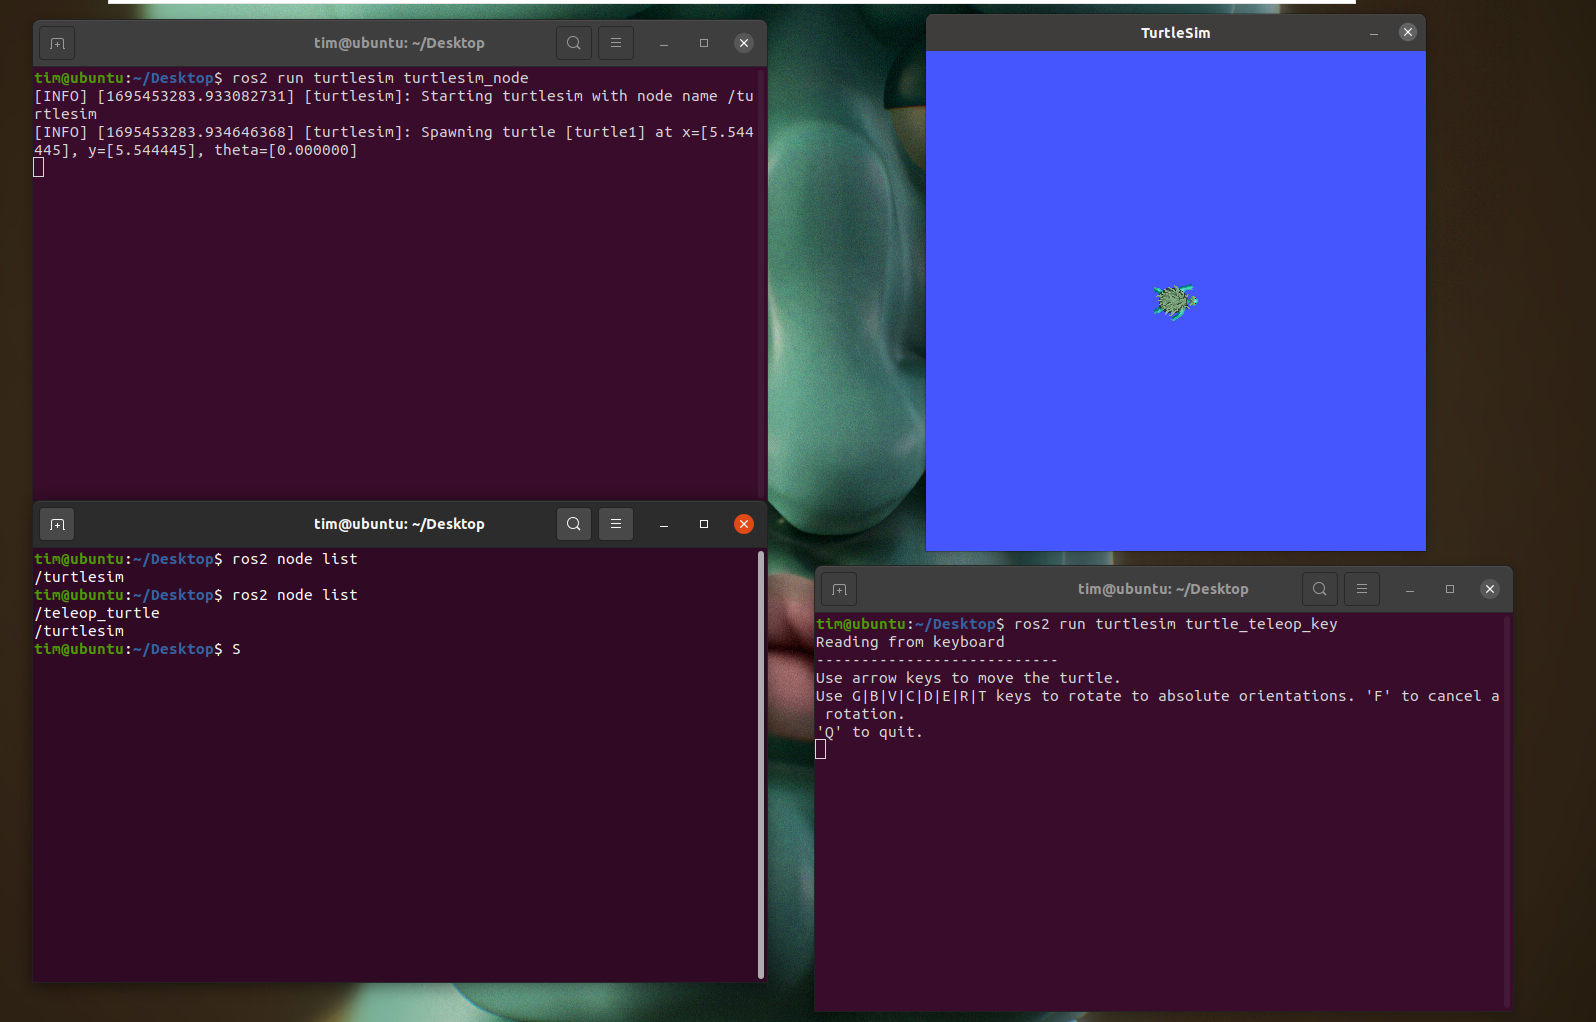 tim@ubuntu: ~/Desktop
tim@ubuntu:~/Desktop$ ros2 run turtlesim turtlesim_node
[INFO] [1695453283.933082731] [turtlesim]: Starting turtlesim with node name /tu
rtlesim
[INFO] [1695453283.934646368] [turtlesim]: Spawning turtle [turtle1] at x=[5.544
445], y=[5.544445], theta=[0.000000]
TurtleSim
tim@ubuntu: ~/Desktop
tim@ubuntu:~/Desktop$ ros2 node list
/turtlesim
tim@ubuntu:~/Desktop$ ros2 node list
/teleop_turtle
/turtlesim
tim@ubuntu:~/Desktop$ S
tim@ubuntu: ~/Desktop
tim@ubuntu:~/Desktop$ ros2 run turtlesim turtle_teleop_key
Reading from keyboard
---------------------------
Use arrow keys to move the turtle.
Use G|B|V|C|D|E|R|T keys to rotate to absolute orientations. 'F' to cancel a
 rotation.
'Q' to quit.